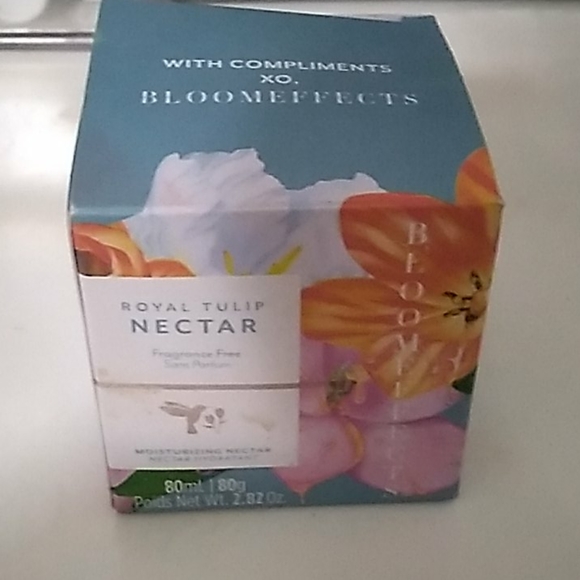 WITH COMPLIMENTS
XO,
BLOOMEFFECTS
ROYAL TULIP
NECTAR
Fragrance Free
Sans Parfum
MOISTURIZING NECTAR
NECTAR HYDRATANT
80mL | 80g
Poids Net Wt. 2.82 Oz.